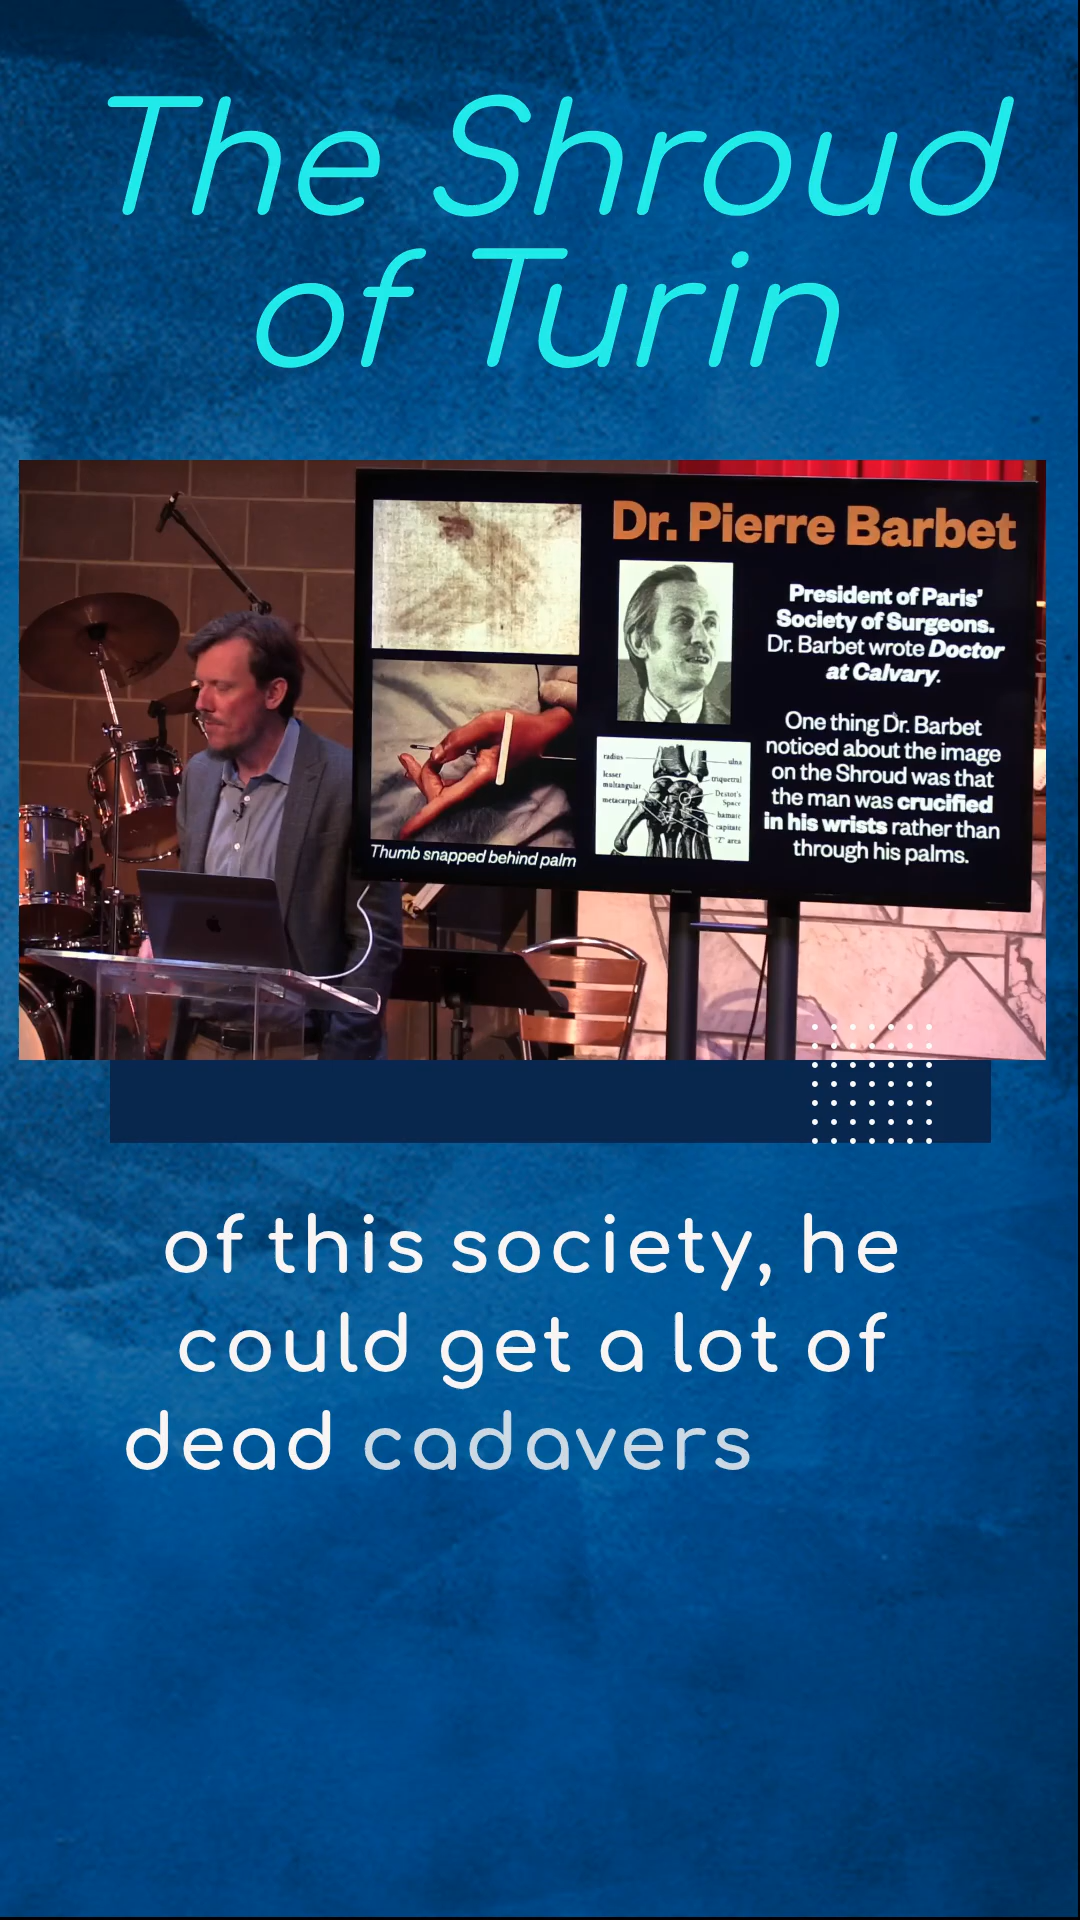 The Shroud
of Turin
Dr. Pierre Barbet
President of Paris'
Society of Surgeons.
Dr. Barbet wrote Doctor
at Calvary.
One thing Dr. Barbet
noticed about the image
on the Shroud was that
the man was crucified
in his wrists rather than
through his palms.
radius
ulna
lesser
multangular
triquetral
metacarpal
Destot's
Space
hamate
capitate
"Z" area
Thumb snapped behind palm
of this society, he
could get a lot of
dead cadavers